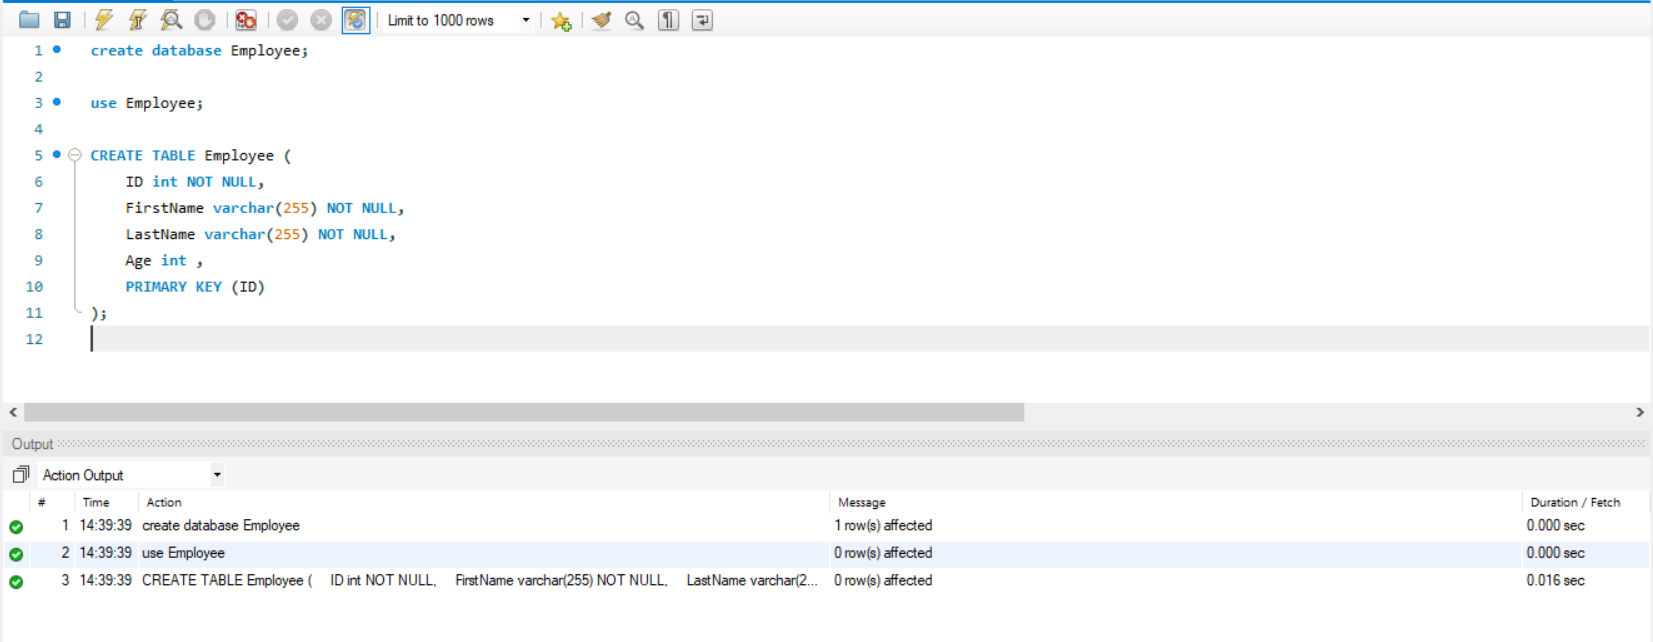 Limit to 1000 rows
1 create database Employee;
2
3 use Employee;
4
5 CREATE TABLE Employee (
6 ID int NOT NULL,
7 FirstName varchar(255) NOT NULL,
8 LastName varchar(255) NOT NULL,
9 Age int ,
10 PRIMARY KEY (ID)
11 );
12
Output
Action Output
# Time Action Message Duration / Fetch
1 14:39:39 create database Employee 1 row(s) affected 0.000 sec
2 14:39:39 use Employee 0 row(s) affected 0.000 sec
3 14:39:39 CREATE TABLE Employee ( ID int NOT NULL, FirstName varchar(255) NOT NULL, LastName varchar(2... 0 row(s) affected 0.016 sec